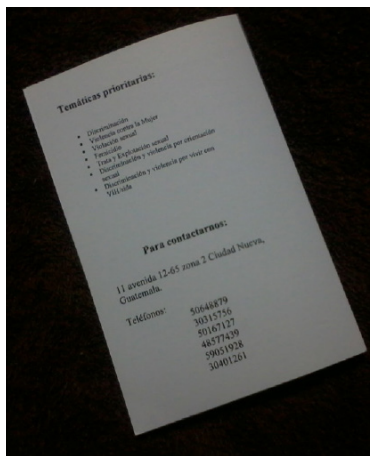 Temáticas prioritarias:
• Discriminación
• Violencia contra la Mujer
• Violación sexual
• Femicidio
• Trata y Explotación sexual
• Discriminación y violencia por orientación
sexual
• Discriminación y violencia por vivir con
VIH/sida
Para contactarnos:
11 avenida 12-65 zona 2 Ciudad Nueva,
Guatemala.
Teléfonos: 50648879
30315756
50167127
48577439
59051928
30401261